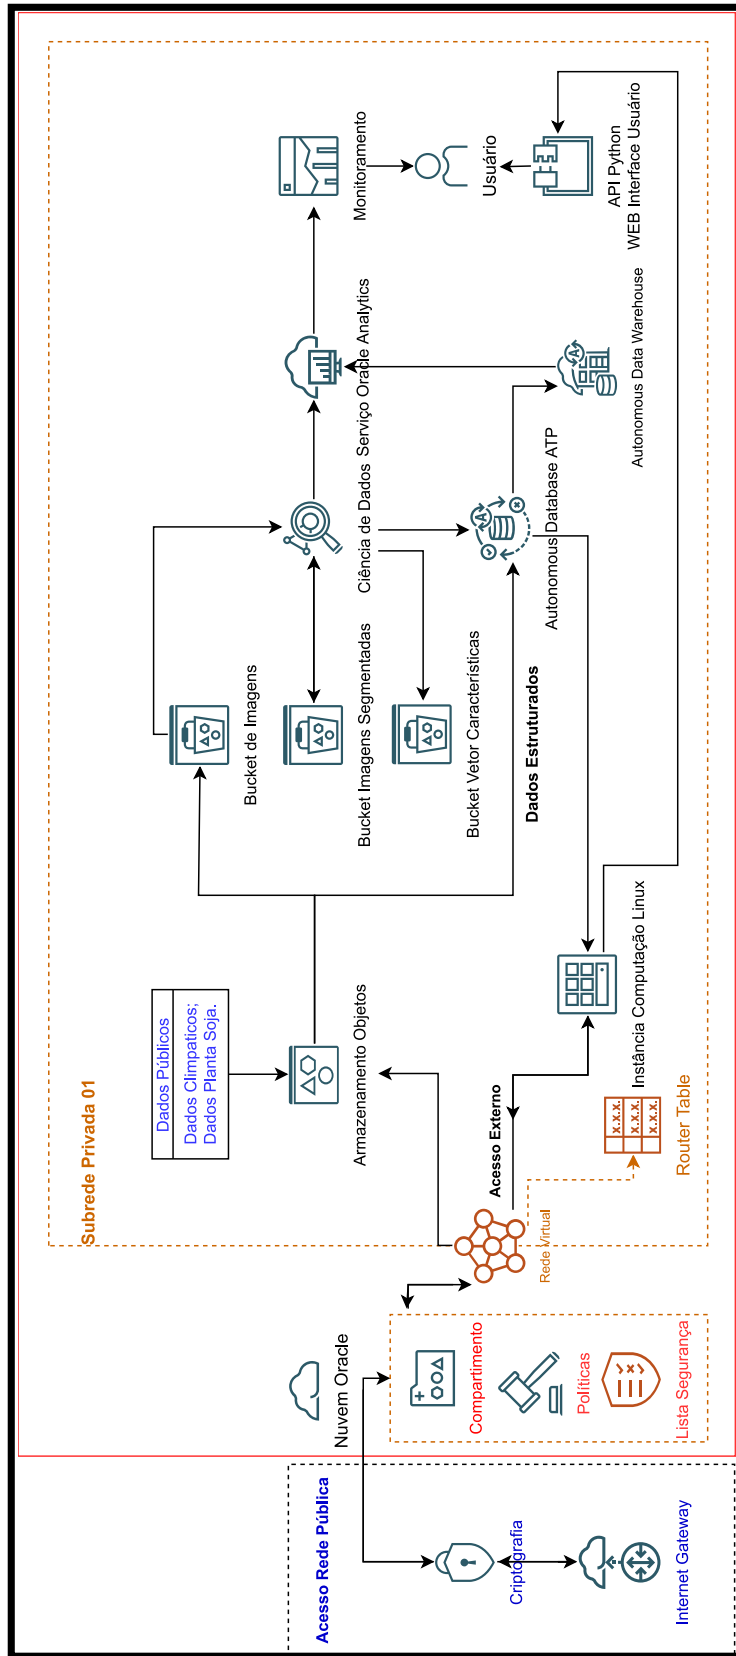 Acesso Rede Pública
Criptografia
Internet Gateway
Nuvem Oracle
Compartimento
Políticas
Lista Segurança
Subrede Privada 01
Rede Virtual
Acesso Externo
Router Table
x.x.x.
x.x.x.
x.x.x.
Dados Públicos
Dados Climpaticos;
Dados Planta Soja.
Armazenamento Objetos
Instância Computação Linux
Bucket de Imagens
Bucket Imagens Segmentadas
Bucket Vetor Características
Dados Estruturados
Ciência de Dados
Autonomous Database ATP
A
Serviço Oracle Analytics
Autonomous Data Warehouse
A
Monitoramento
Usuário
API Python
WEB Interface Usuário